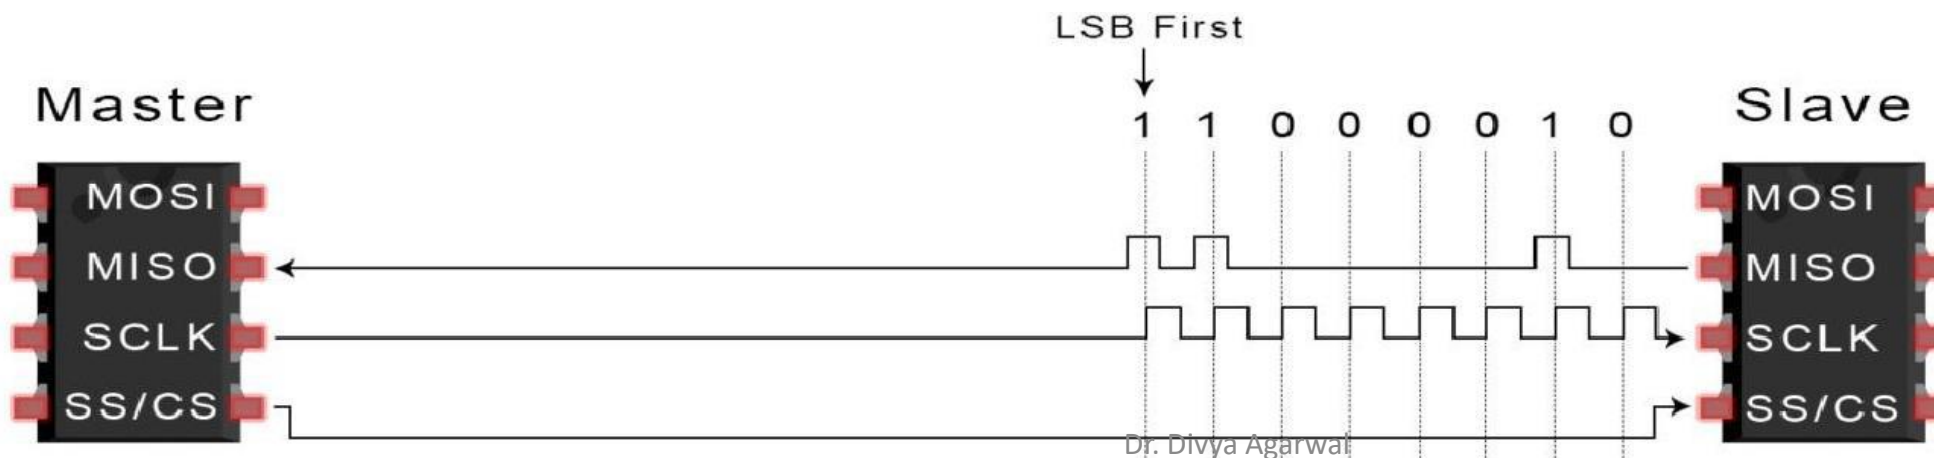 LSB First
Master
1 1 0 0 0 0 1 0
Slave
MOSI
MISO
SCLK
SS/CS
MOSI
MISO
SCLK
SS/CS
Dr. Divya Agarwal